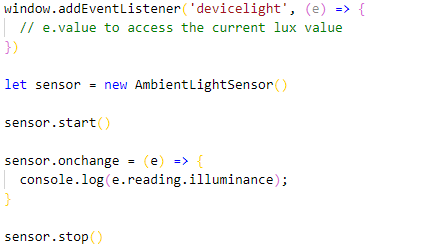 window.addEventListener('devicelight', (e) => {
  // e.value to access the current lux value
})
let sensor = new AmbientLightSensor()
sensor.start()
sensor.onchange = (e) => {
  console.log(e.reading.illuminance);
}
sensor.stop()